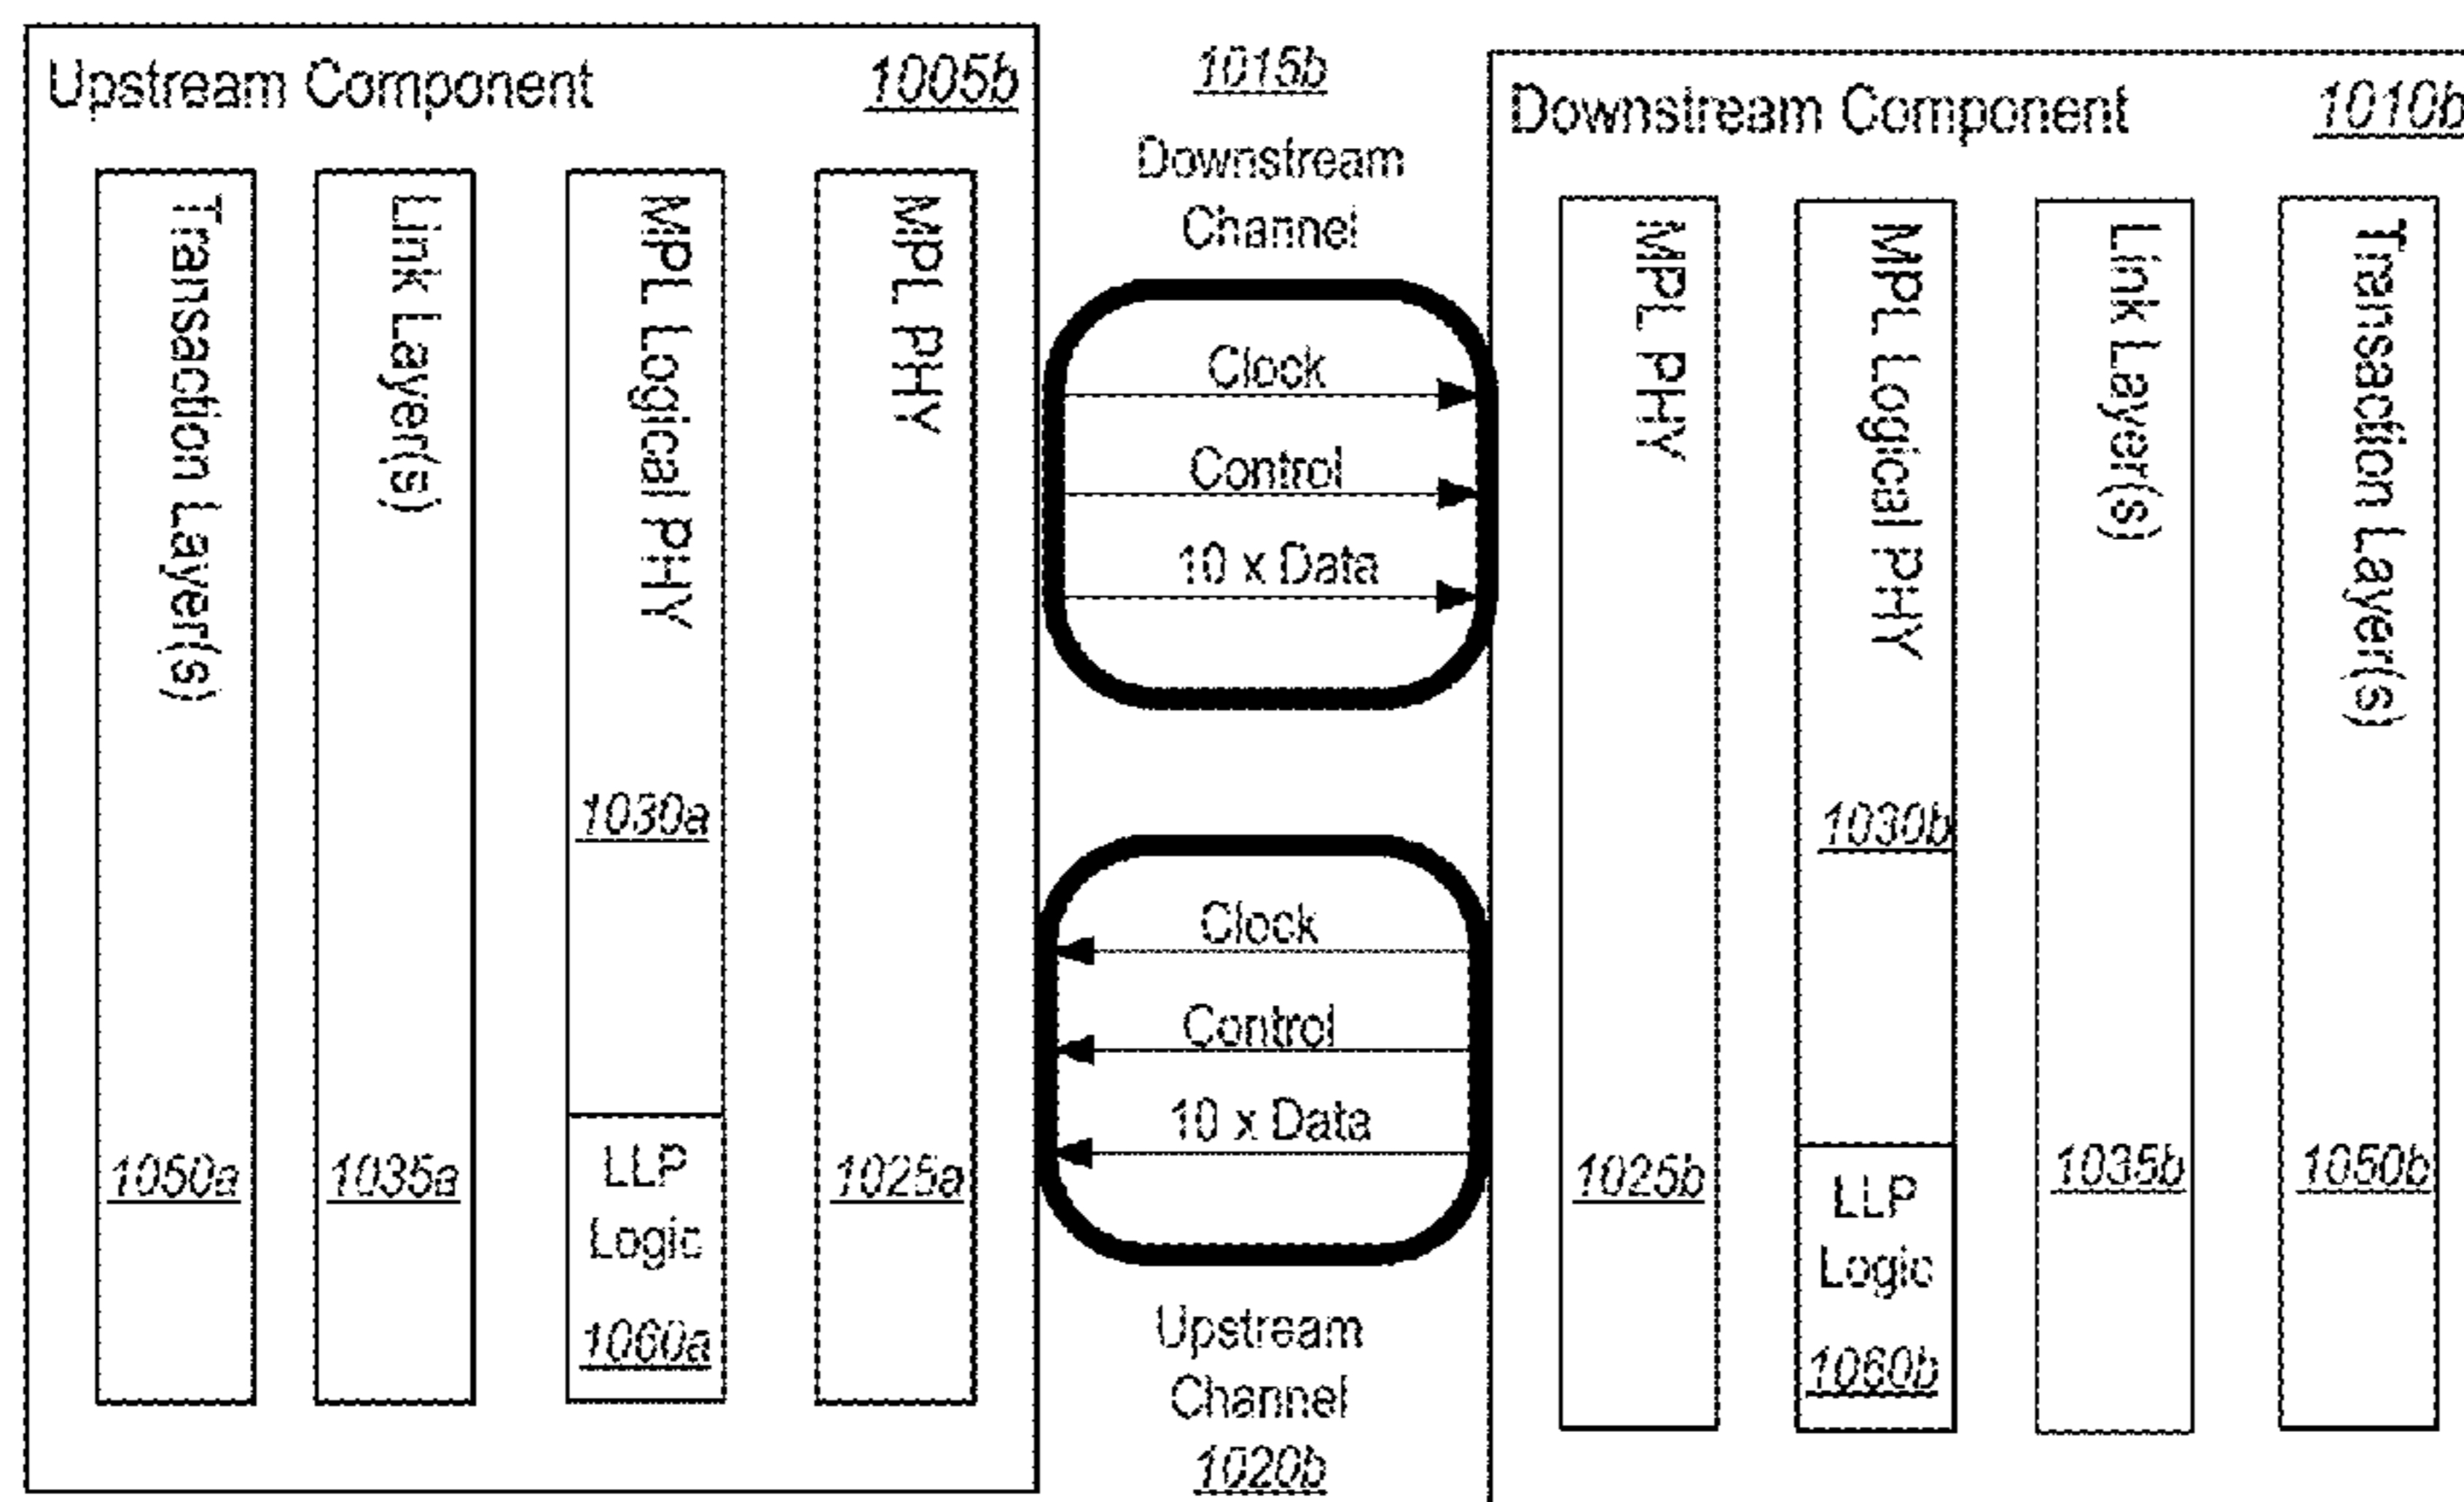 Upstream Component 1005b
Transaction Layer(s)
1050a
Link Layer(s)
1035a
MPL Logical PHY
1030a
LLP
Logic
1060a
MPL PHY
1025a
1015b
Downstream
Channel
Clock
Control
10 x Data
Clock
Control
10 x Data
Upstream
Channel
1020b
Downstream Component 1010b
MPL PHY
1025b
MPL Logical PHY
1030b
LLP
Logic
1060b
Link Layer(s)
1035b
Transaction Layer(s)
1050b